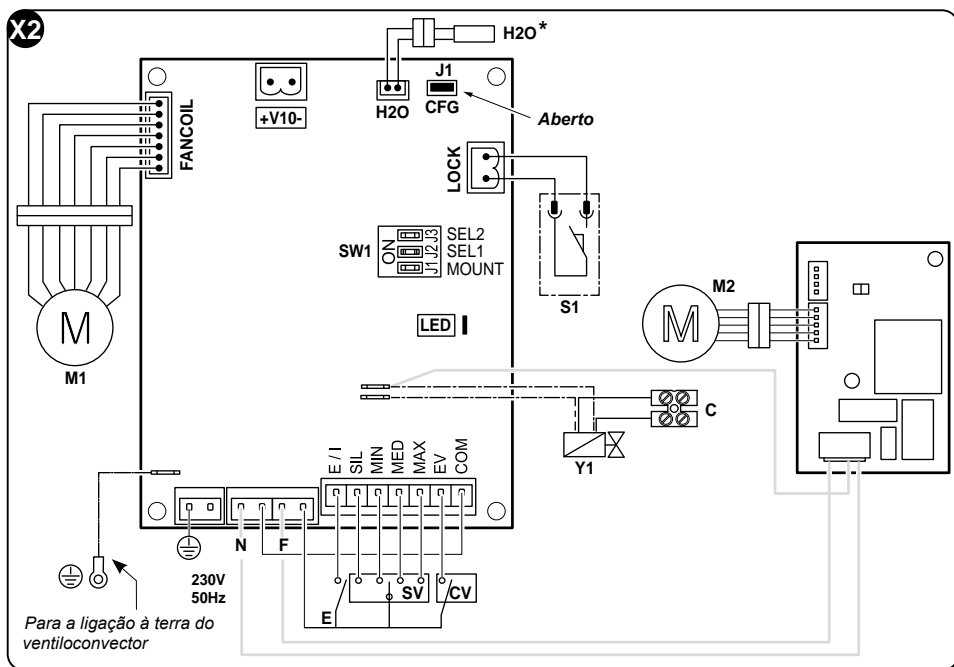 X2
H2O*
J1
+V10-
H2O
CFG
Aberto
FANCOIL
LOCK
SW1
ON
J3 SEL2
J2 SEL1
J1 MOUNT
S1
M2
M
M
M1
LED
C
Y1
E / I
SIL
MIN
MED
MAX
EV
COM
N
F
230V
50Hz
E
SV
CV
Para a ligação à terra do
ventiloconvector